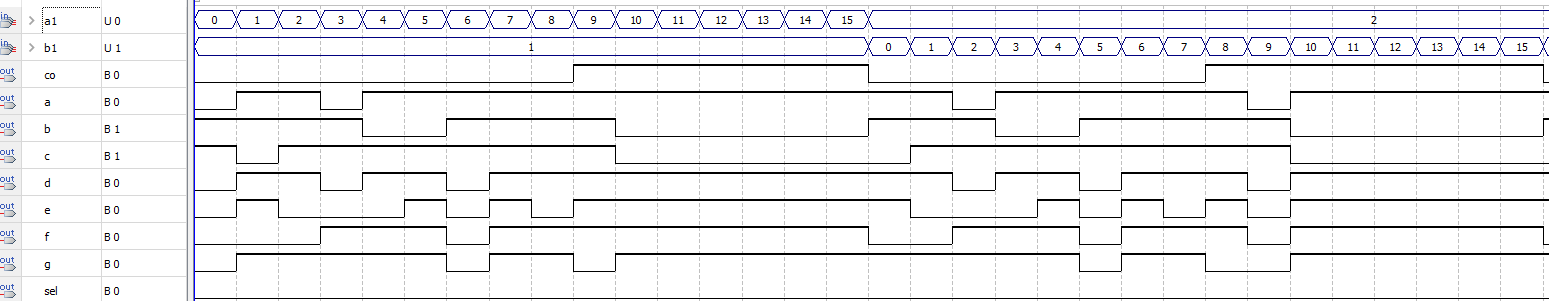 in a1 U 0 0 1 2 3 4 5 6 7 8 9 10 11 12 13 14 15 2
in b1 U 1 1 0 1 2 3 4 5 6 7 8 9 10 11 12 13 14 15
out co B 0
out a B 0
out b B 1
out c B 1
out d B 0
out e B 0
out f B 0
out g B 0
out sel B 0